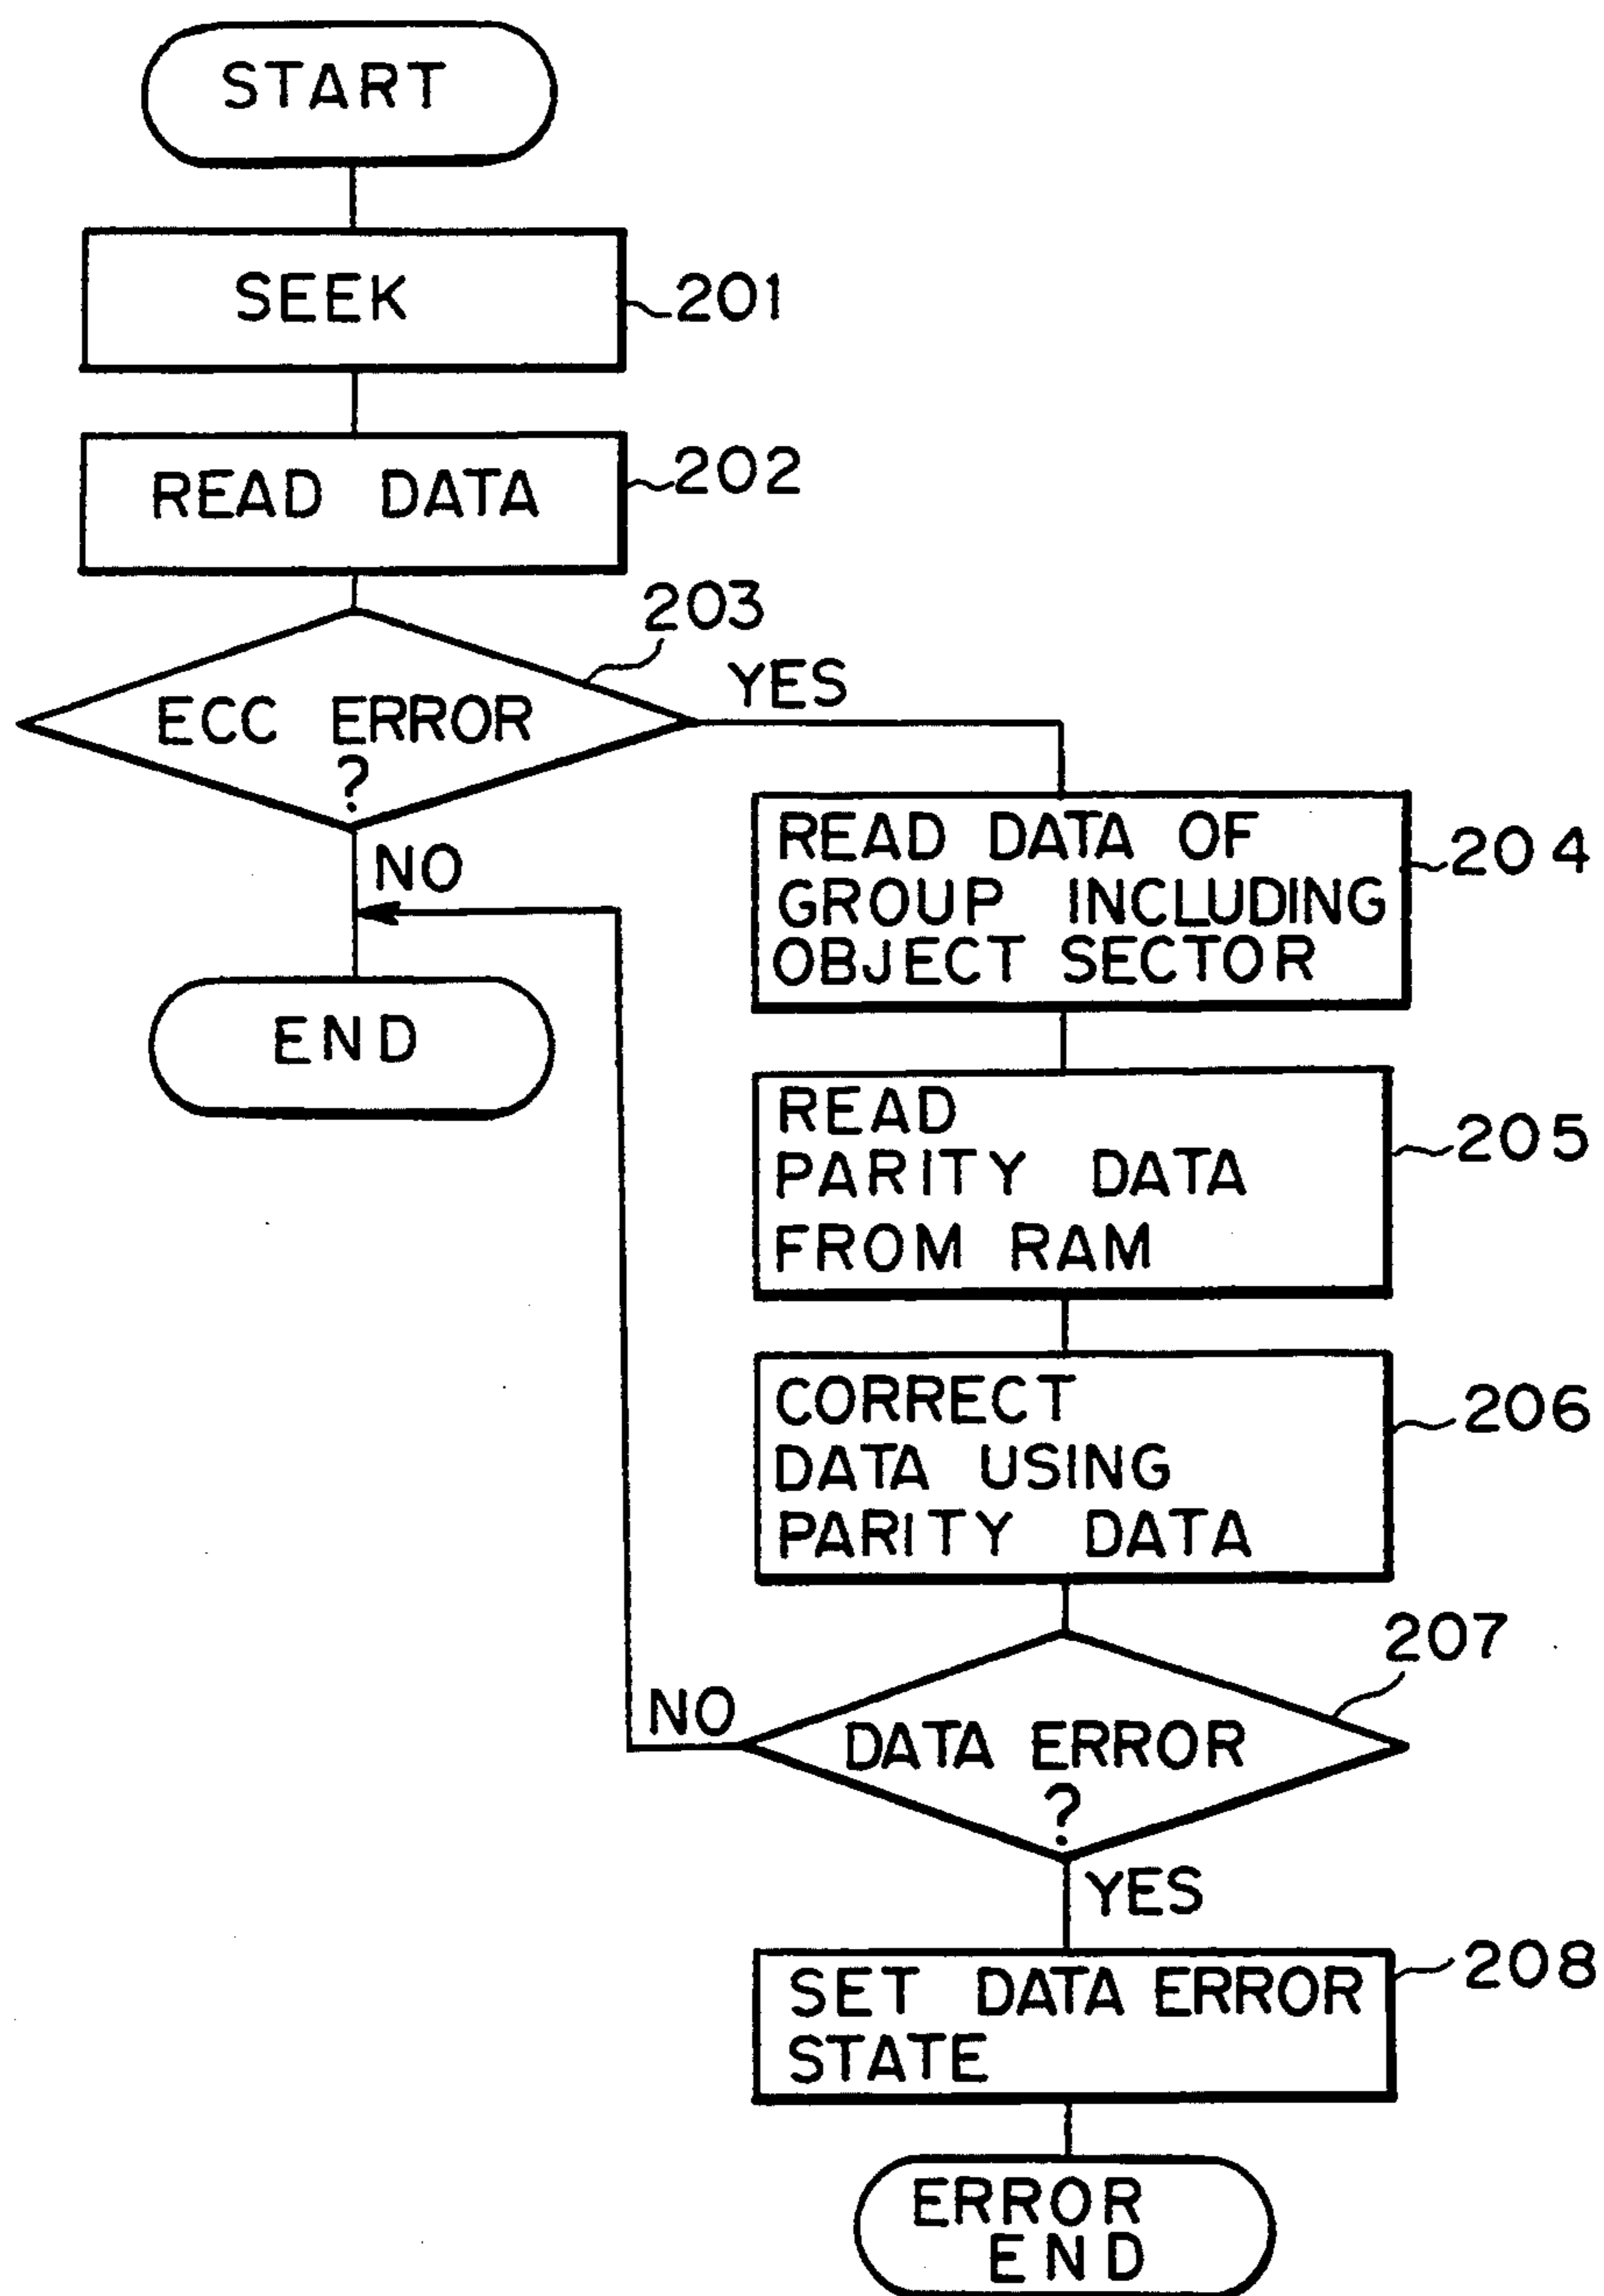 START
SEEK
201
READ DATA
202
203
ECC ERROR
?
YES
NO
END
READ DATA OF
GROUP INCLUDING
OBJECT SECTOR
204
READ
PARITY DATA
FROM RAM
205
CORRECT
DATA USING
PARITY DATA
206
207
DATA ERROR
?
NO
YES
SET DATA ERROR
STATE
208
ERROR
END